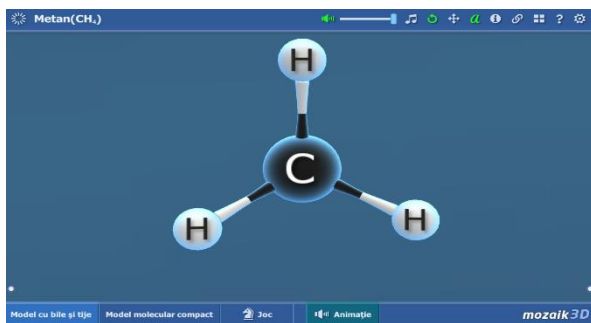 Metan(CH₄)
a ?
H
C
H H
Model cu bile și tije Model molecular compact Joc Animație mozaik3D